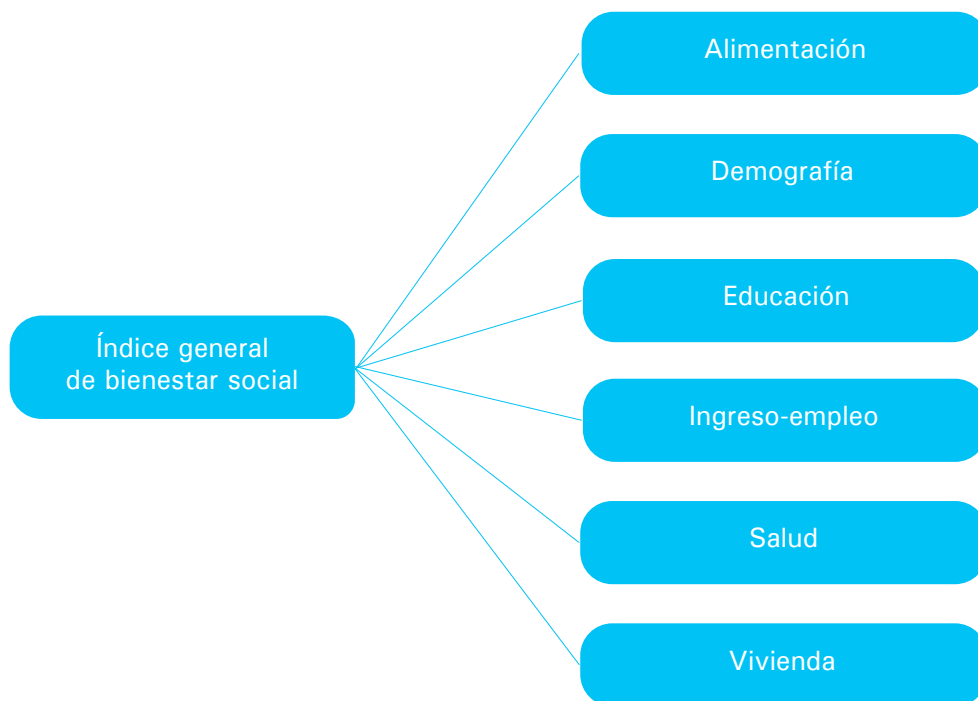 Alimentación
Demografía
Educación
Índice general
de bienestar social
Ingreso-empleo
Salud
Vivienda